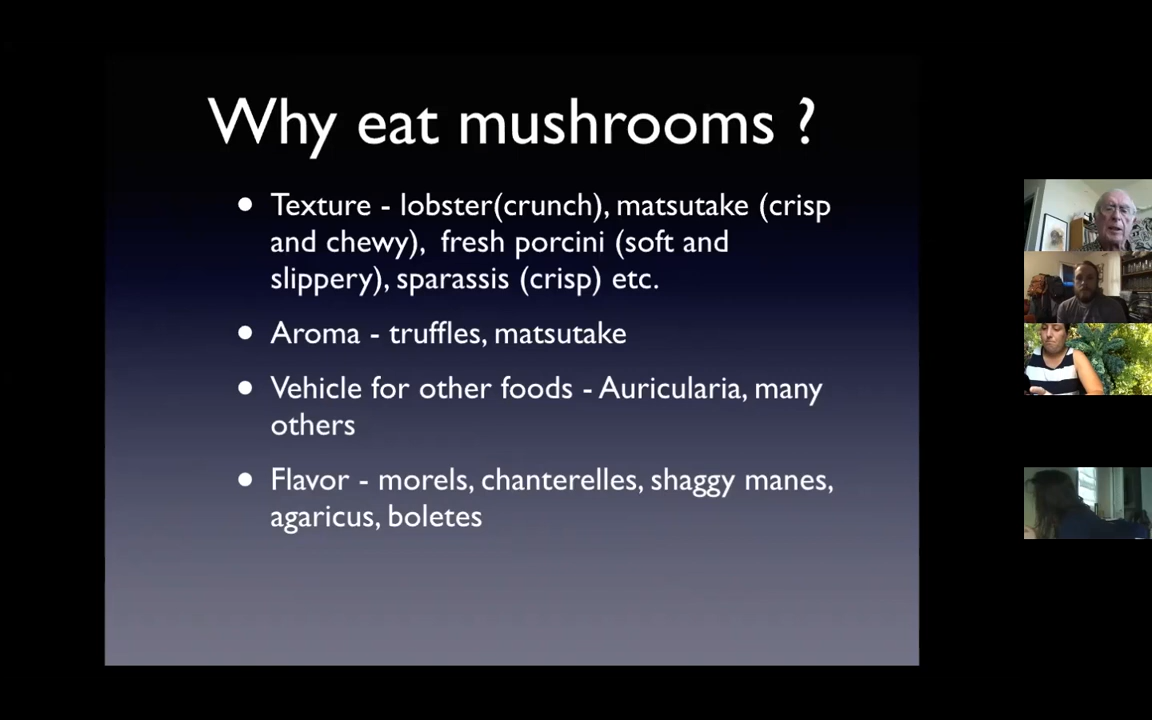 Why eat mushrooms ?
• Texture - lobster(crunch), matsutake (crisp
and chewy), fresh porcini (soft and
slippery), sparassis (crisp) etc.
• Aroma - truffles, matsutake
• Vehicle for other foods - Auricularia, many
others
• Flavor - morels, chanterelles, shaggy manes,
agaricus, boletes